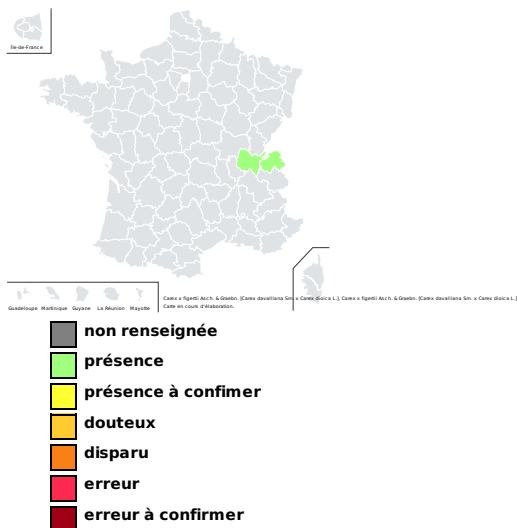 Île-de-France
Guadeloupe Martinique Guyane La Réunion Mayotte
Carex x figertii Asch. & Graebn. [Carex davalliana Sm. x Carex dioica L.], Carex x figertii Asch. & Graebn. [Carex davalliana Sm. x Carex dioica L.]
Carte en cours d'élaboration.
non renseignée
présence
présence à confimer
douteux
disparu
erreur
erreur à confirmer